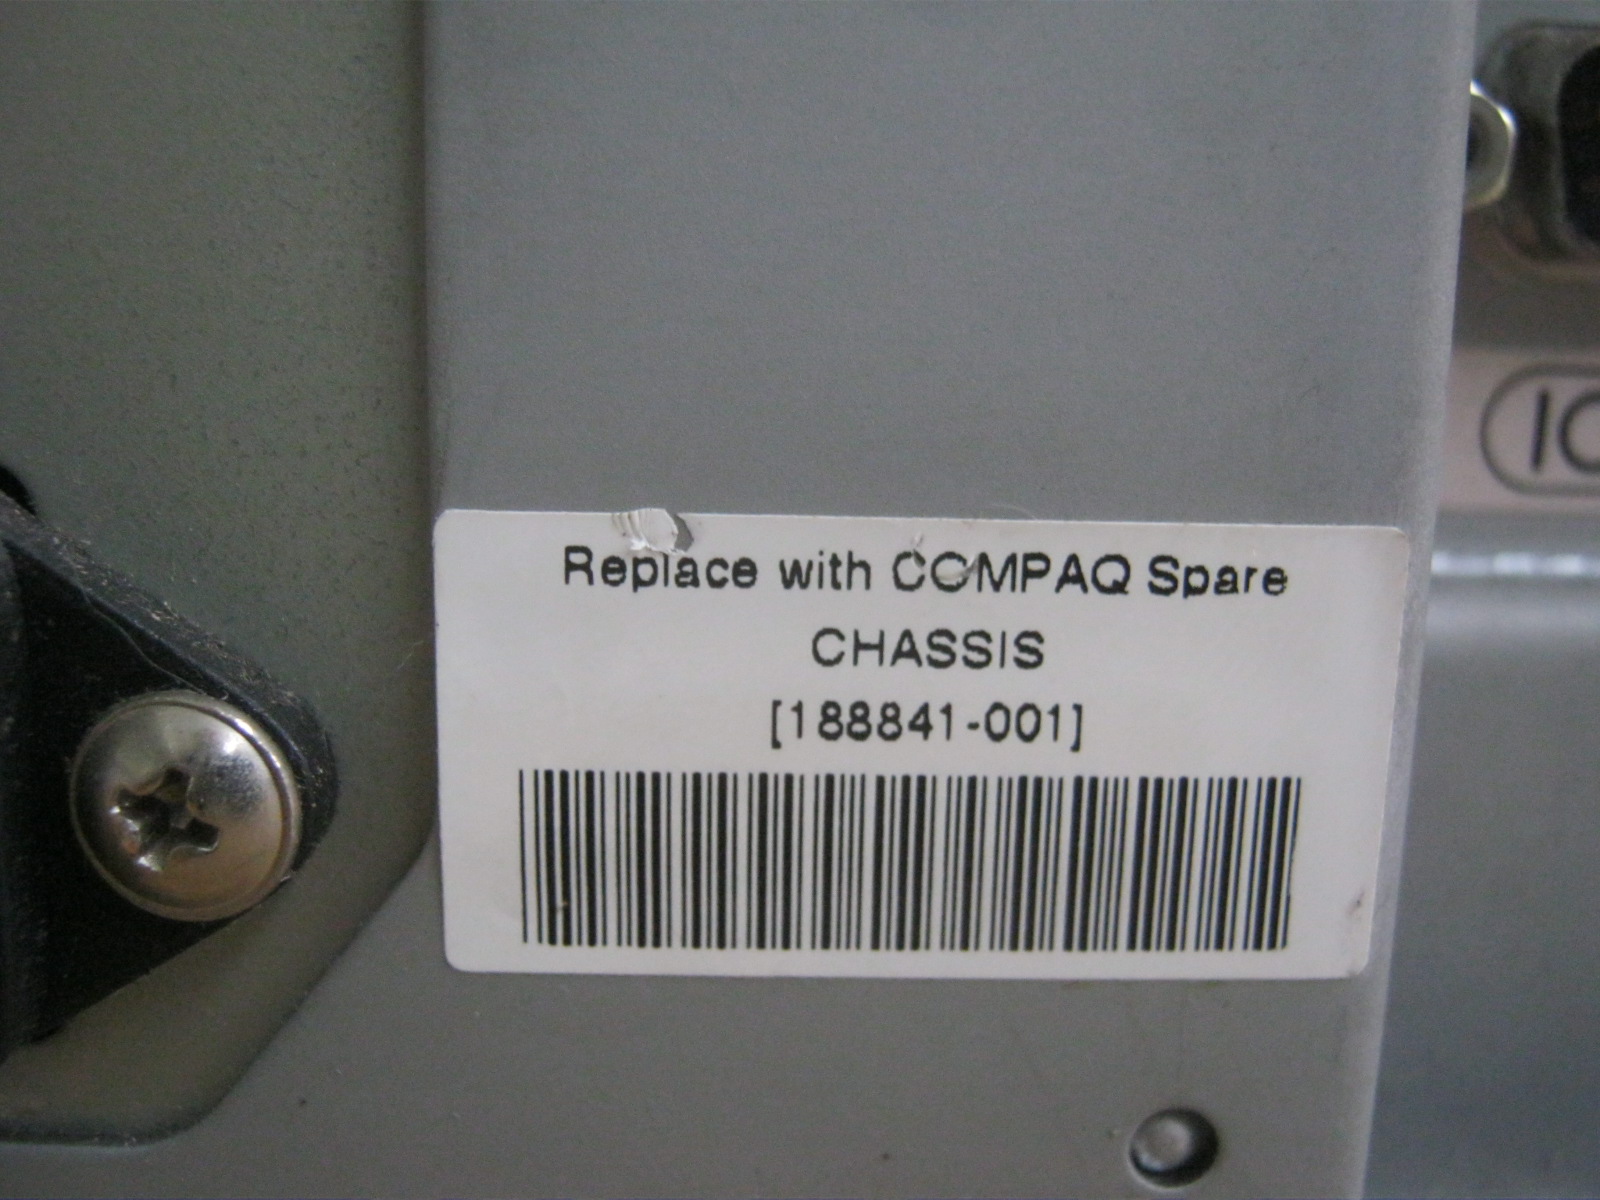 Replace with COMPAQ Spare
CHASSIS
[188841-001]